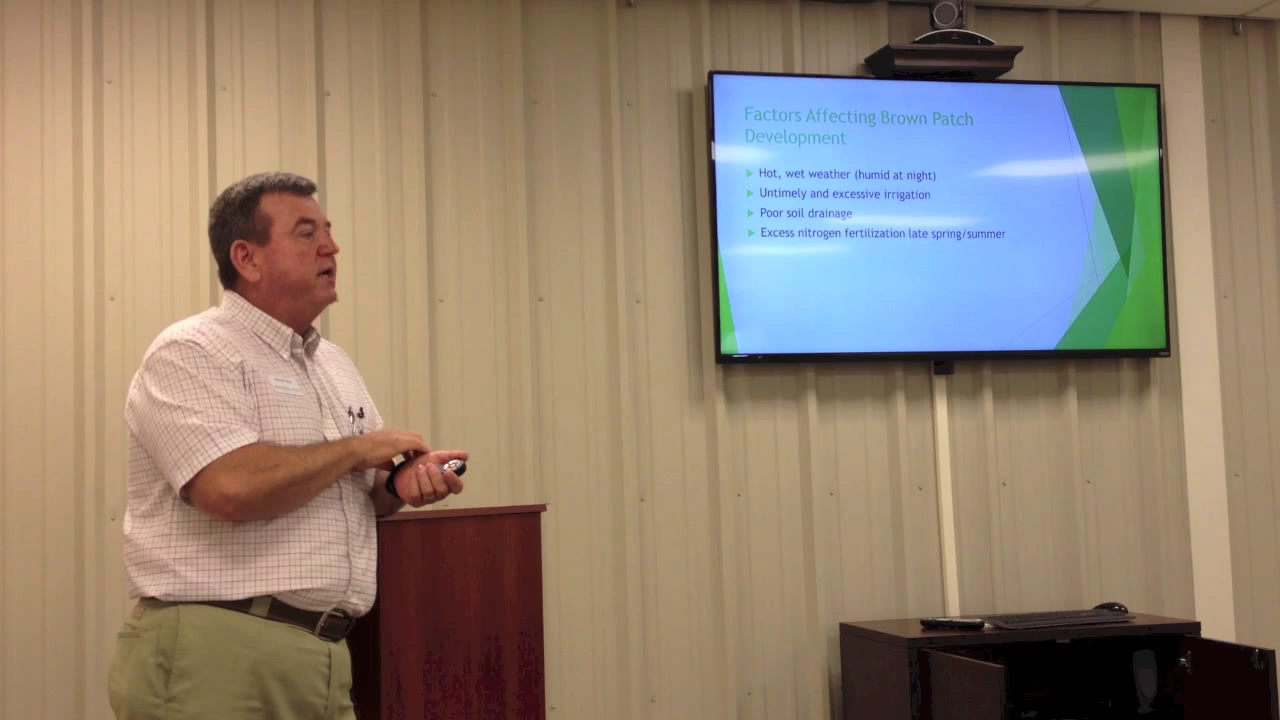 Factors Affecting Brown Patch
Development
Hot, wet weather (humid at night)
Untimely and excessive irrigation
Poor soil drainage
Excess nitrogen fertilization late spring/summer